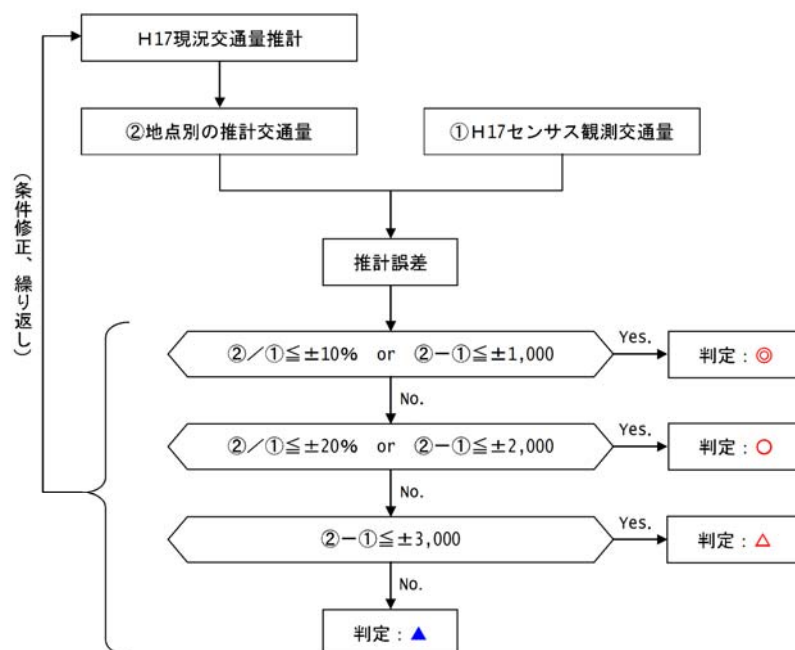 H17現況交通量推計
②地点別の推計交通量
①H17センサス観測交通量
（条件修正、繰り返し）
推計誤差
②／①≦±10% or ②－①≦±1,000
Yes.
判定：◎
No.
②／①≦±20% or ②－①≦±2,000
Yes.
判定：○
No.
②－①≦±3,000
Yes.
判定：△
No.
判定：▲